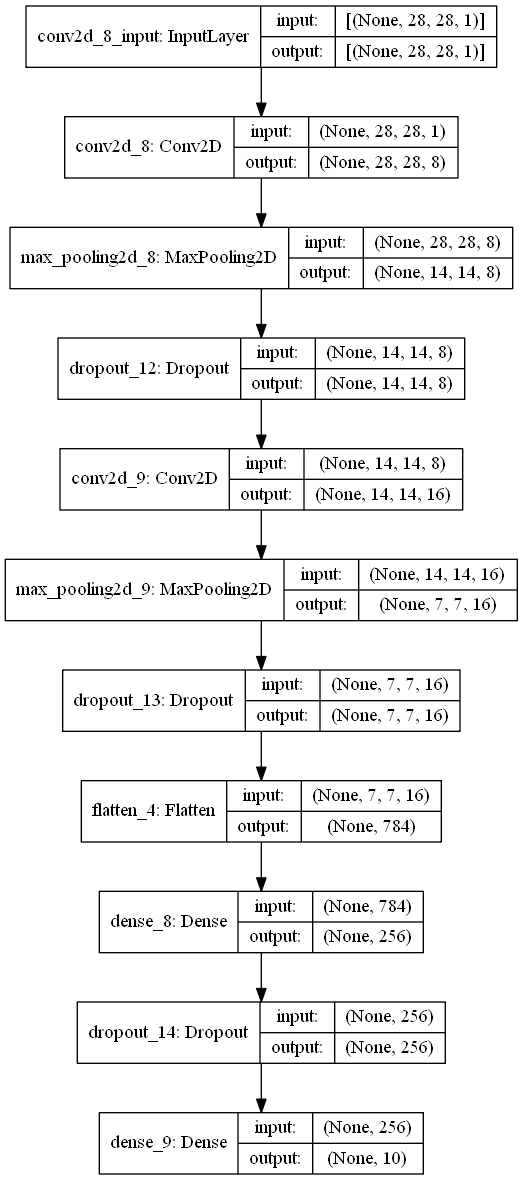 conv2d_8_input: InputLayer
input: [(None, 28, 28, 1)]
output: [(None, 28, 28, 1)]
conv2d_8: Conv2D
input: (None, 28, 28, 1)
output: (None, 28, 28, 8)
max_pooling2d_8: MaxPooling2D
input: (None, 28, 28, 8)
output: (None, 14, 14, 8)
dropout_12: Dropout
input: (None, 14, 14, 8)
output: (None, 14, 14, 8)
conv2d_9: Conv2D
input: (None, 14, 14, 8)
output: (None, 14, 14, 16)
max_pooling2d_9: MaxPooling2D
input: (None, 14, 14, 16)
output: (None, 7, 7, 16)
dropout_13: Dropout
input: (None, 7, 7, 16)
output: (None, 7, 7, 16)
flatten_4: Flatten
input: (None, 7, 7, 16)
output: (None, 784)
dense_8: Dense
input: (None, 784)
output: (None, 256)
dropout_14: Dropout
input: (None, 256)
output: (None, 256)
dense_9: Dense
input: (None, 256)
output: (None, 10)